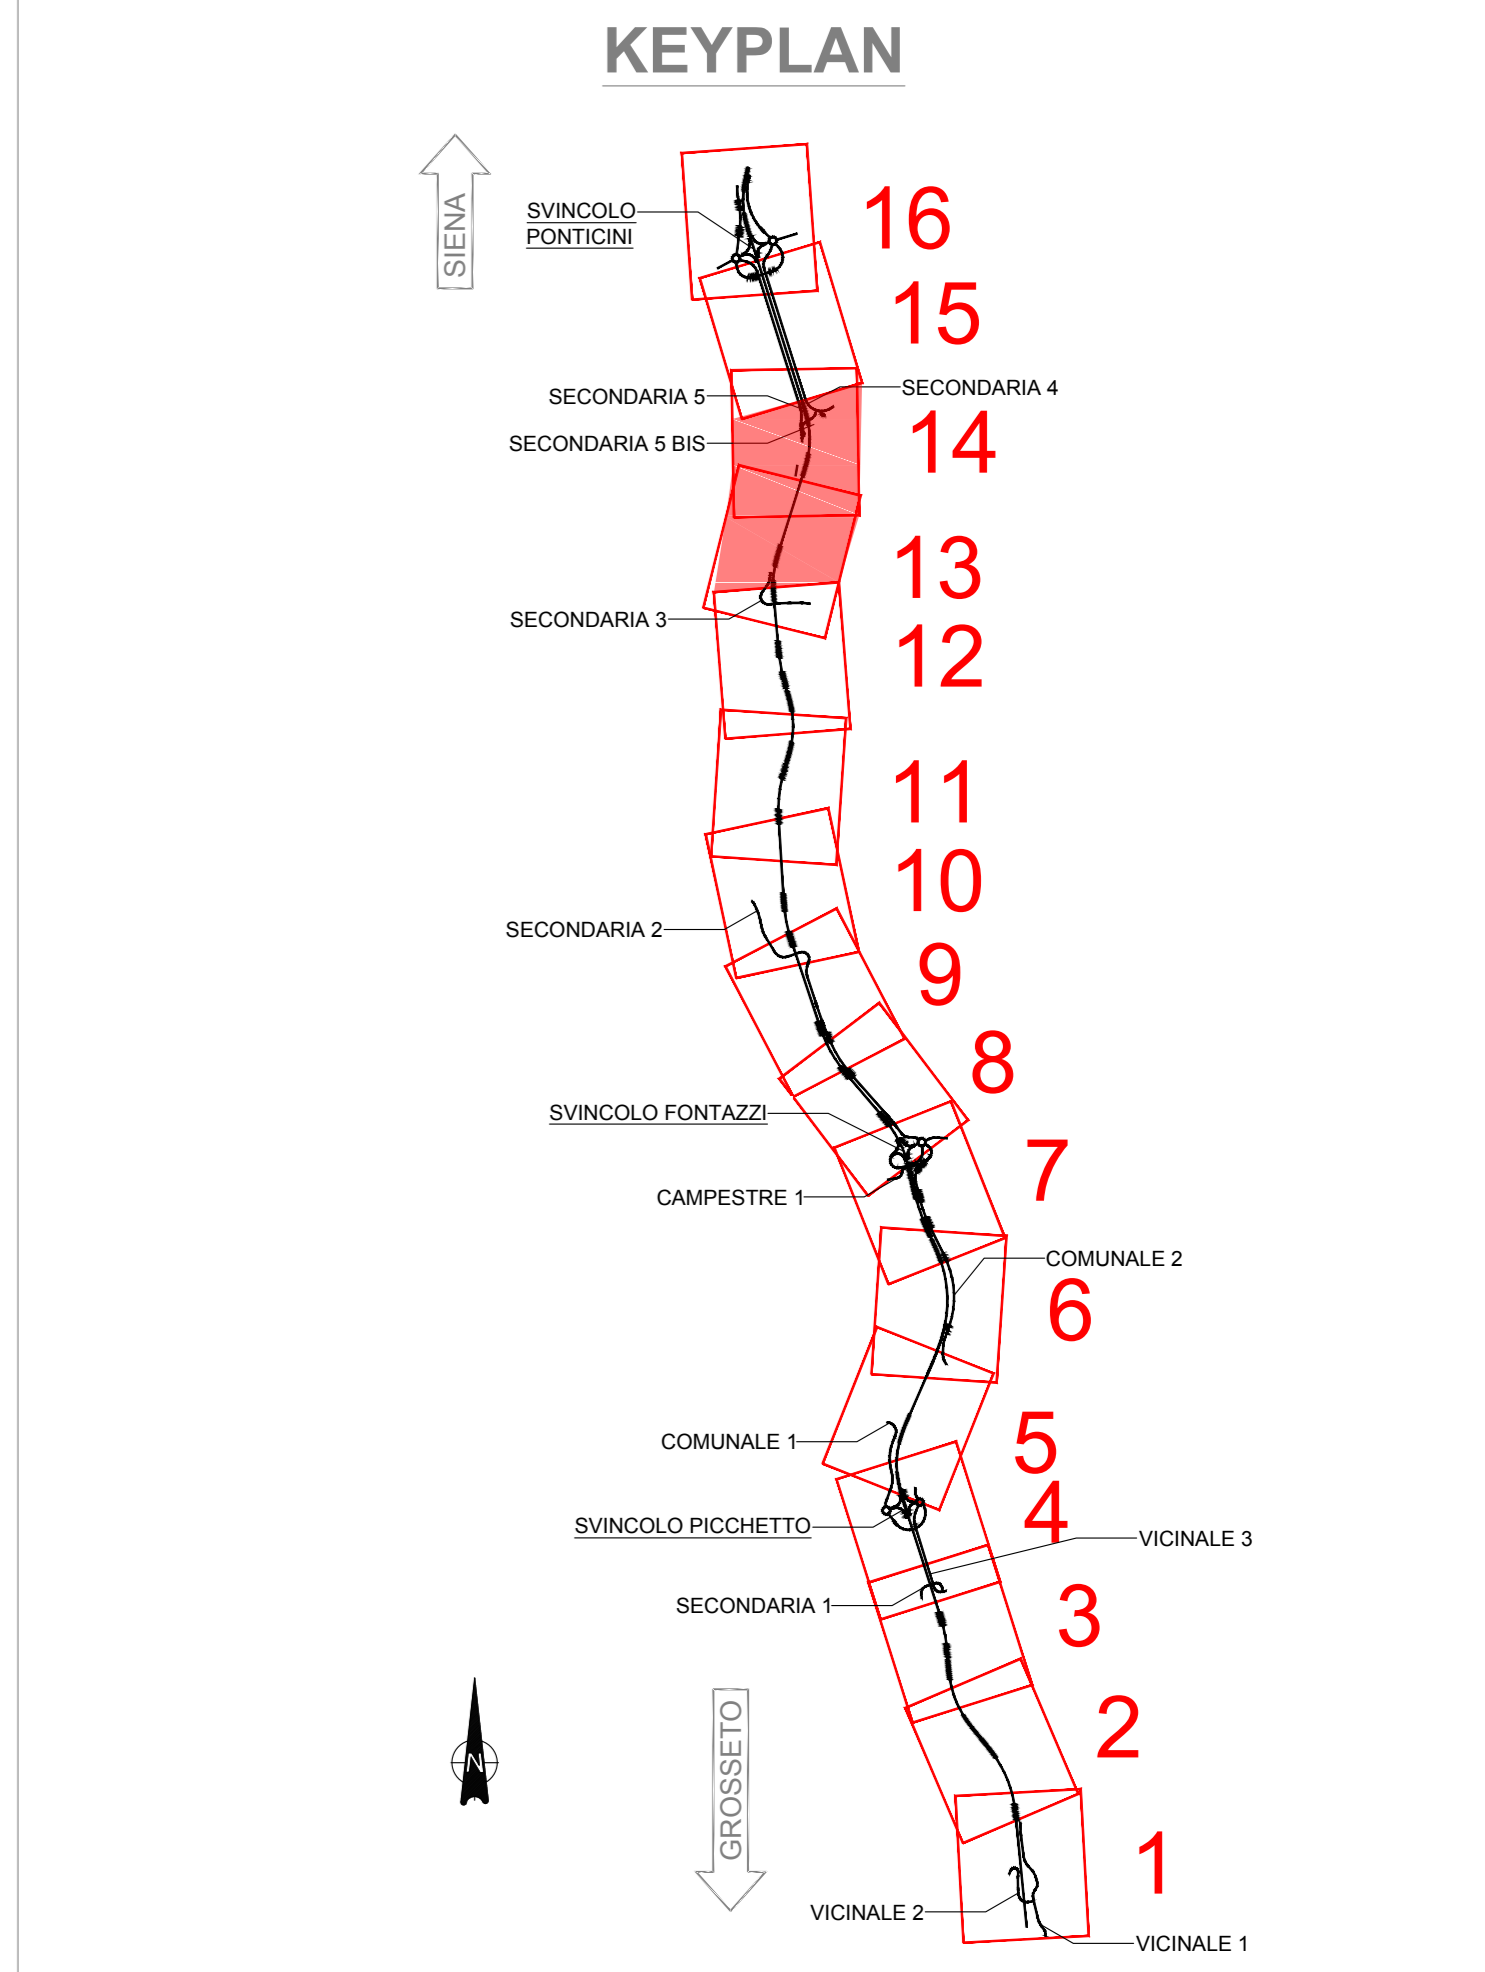 KEYPLAN
SIENA
SVINCOLO
PONTICINI
16
15
SECONDARIA 5
SECONDARIA 4
14
SECONDARIA 5 BIS
13
SECONDARIA 3
12
11
10
SECONDARIA 2
9
8
SVINCOLO FONTAZZI
7
CAMPESTRE 1
COMUNALE 2
6
COMUNALE 1
5
4
SVINCOLO PICCHETTO
VICINALE 3
SECONDARIA 1
3
2
GROSSETO
N
1
VICINALE 2
VICINALE 1